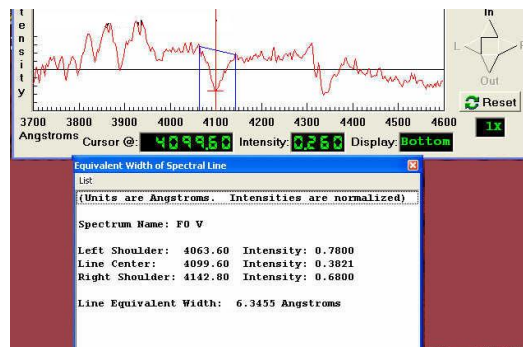 t
e
n
s
i
t
y
In
L
R
Out
Reset
1X
3700 3800 3900 4000 4100 4200 4300 4400 4500 4600
Angstroms Cursor @: 4099.60 Intensity: 0.260 Display: Bottom
Equivalent Width of Spectral Line
List
(Units are Angstroms. Intensities are normalized)
Spectrum Name: F0 V
Left Shoulder: 4063.60 Intensity: 0.7800
Line Center: 4099.60 Intensity: 0.3821
Right Shoulder: 4142.80 Intensity: 0.6800
Line Equivalent Width: 6.3455 Angstroms